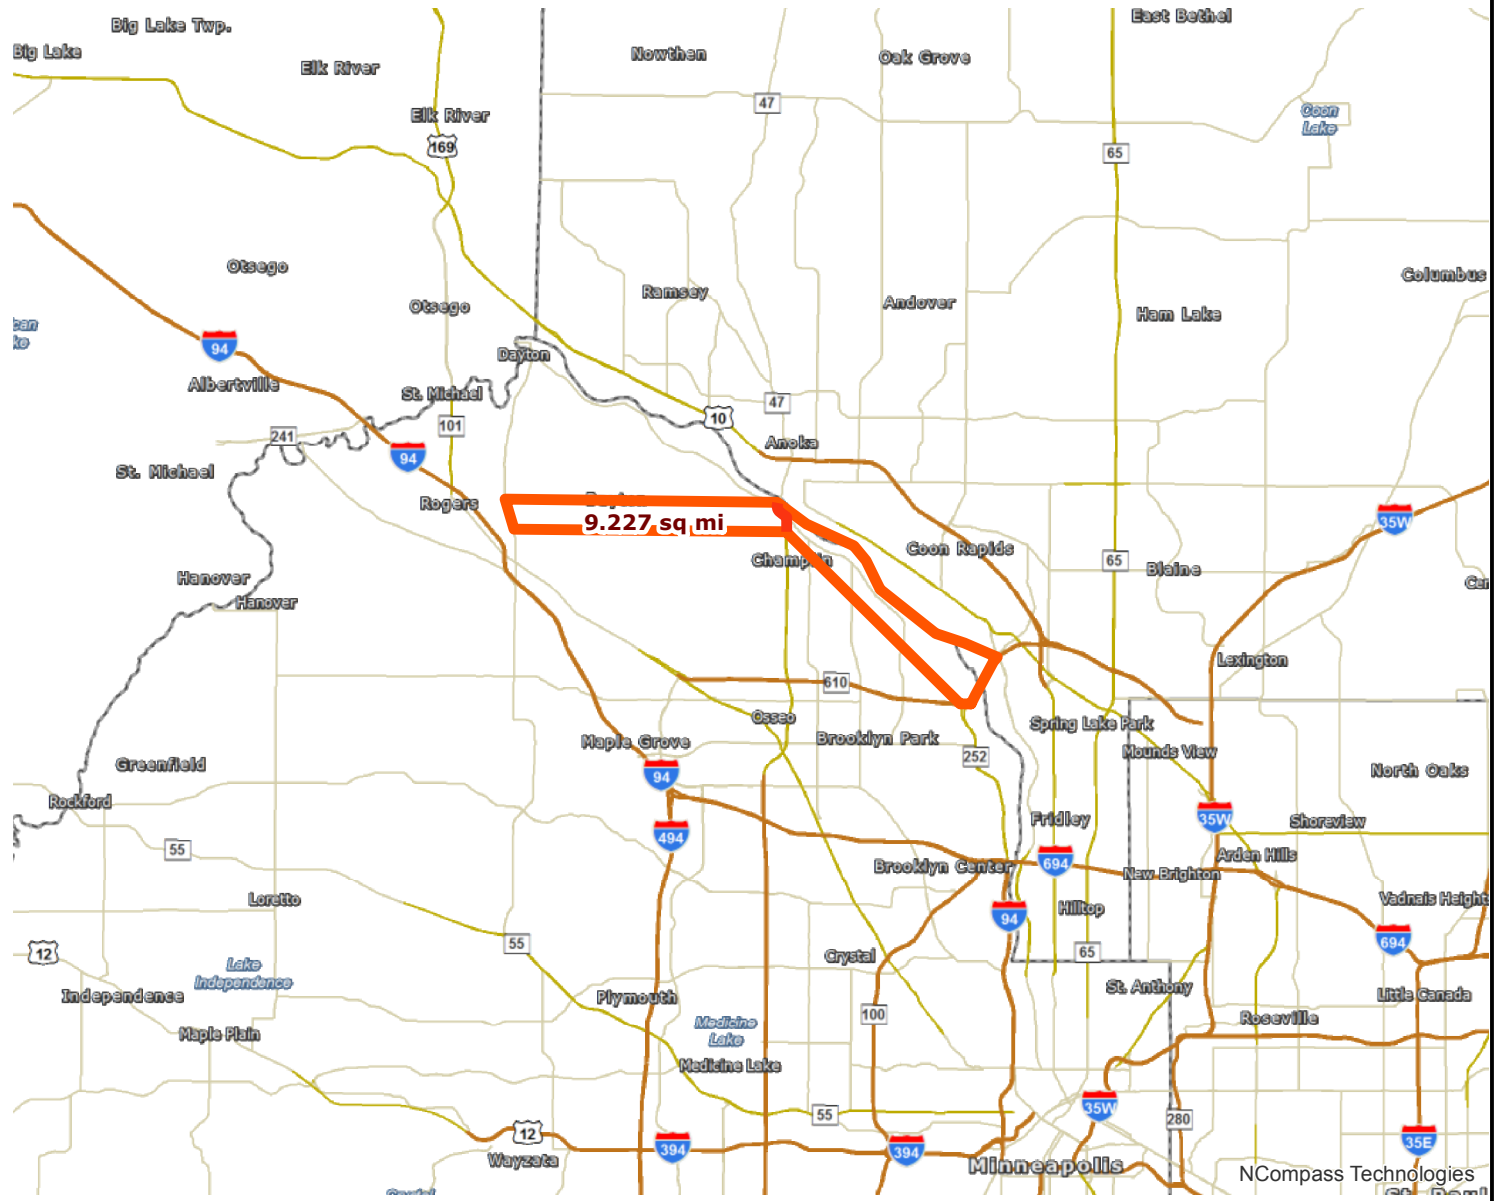 East Bethel
Big Lake Twp.
Big Lake
Nowthen
Oak Grove
Elk River
Elk River
47
Coon
Lake
169
65
Otsego
Columbus
Ramsey
Andover
Otsego
Ham Lake
94
Dayton
Albertville
St. Michael
47
10
101
241
Anoka
94
St. Michael
Rogers
Dayton
9.227 sq mi
35W
Coon Rapids
Champlin
65
Blaine
Hanover
Hanover
Lexington
610
Osseo
Spring Lake Park
Brooklyn Park
Maple Grove
Mounds View
252
Greenfield
94
North Oaks
Rockford
35W
Fridley
Shoreview
494
55
Arden Hills
694
Brooklyn Center
New Brighton
Loretto
Vadnais Height
Hilltop
94
55
694
12
65
Crystal
Lake
Independence
St. Anthony
Independence
Plymouth
Little Canada
100
Roseville
Medicine
Lake
Maple Plain
Medicine Lake
35W
55
280
12
35E
394
394
Wayzata
Minneapolis
NCompass Technologies